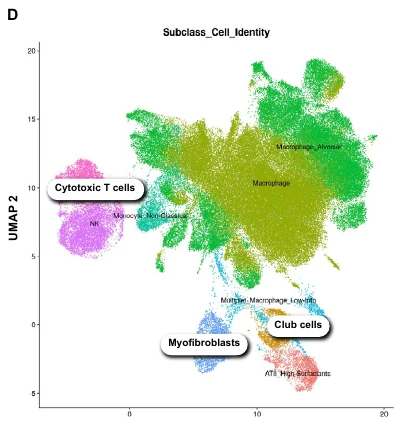 D
Subclass_Cell_Identity
20
Macrophage_Alveolar
15
Macrophage
Cytotoxic T cells
10
Monocyte_Non-Classical
NK
UMAP 2
5
Multiplet_Macrophage_Low-Info
Club cells
0
Myofibroblasts
ATII_High-Surfactants
-5
0
10
20